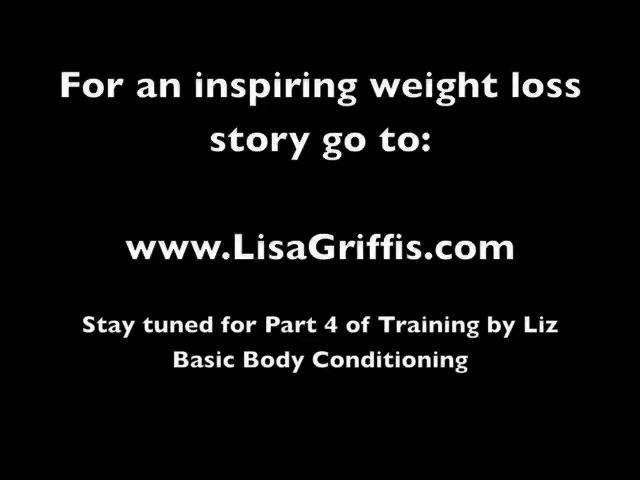 For an inspiring weight loss
story go to:
www.LisaGriffis.com
Stay tuned for Part 4 of Training by Liz
Basic Body Conditioning